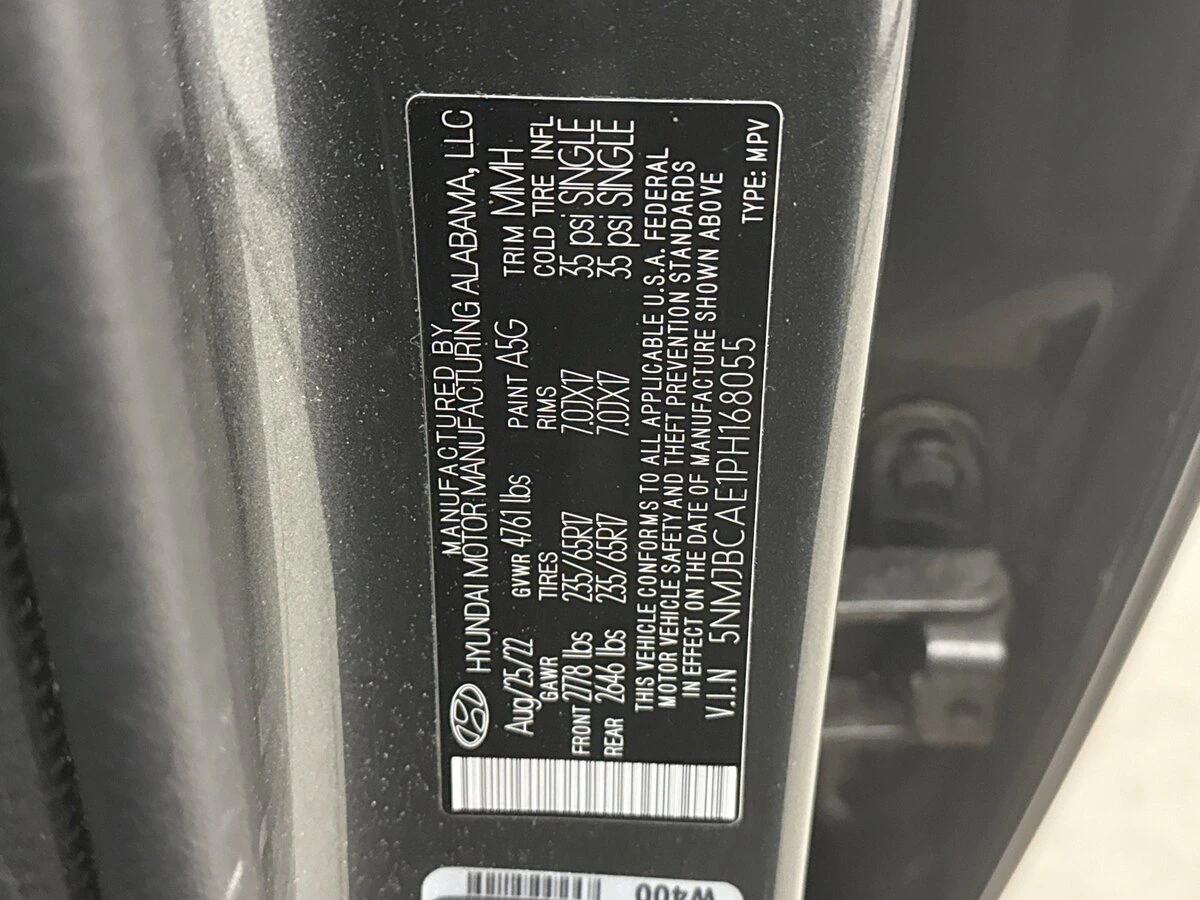 MANUFACTURED BY
HYUNDAI MOTOR MANUFACTURING ALABAMA, LLC
Aug/25/22 GVWR 4761 lbs PAINT A5G TRIM MMH
GAWR TIRES RIMS COLD TIRE INFL
FRONT 2778 lbs 235/65R17 7.0JX17 35 psi SINGLE
REAR 2646 lbs 235/65R17 7.0JX17 35 psi SINGLE
THIS VEHICLE CONFORMS TO ALL APPLICABLE U.S.A. FEDERAL
MOTOR VEHICLE SAFETY AND THEFT PREVENTION STANDARDS
IN EFFECT ON THE DATE OF MANUFACTURE SHOWN ABOVE
V.I.N 5NMJBCAE1PH168055
TYPE: MPV
W400